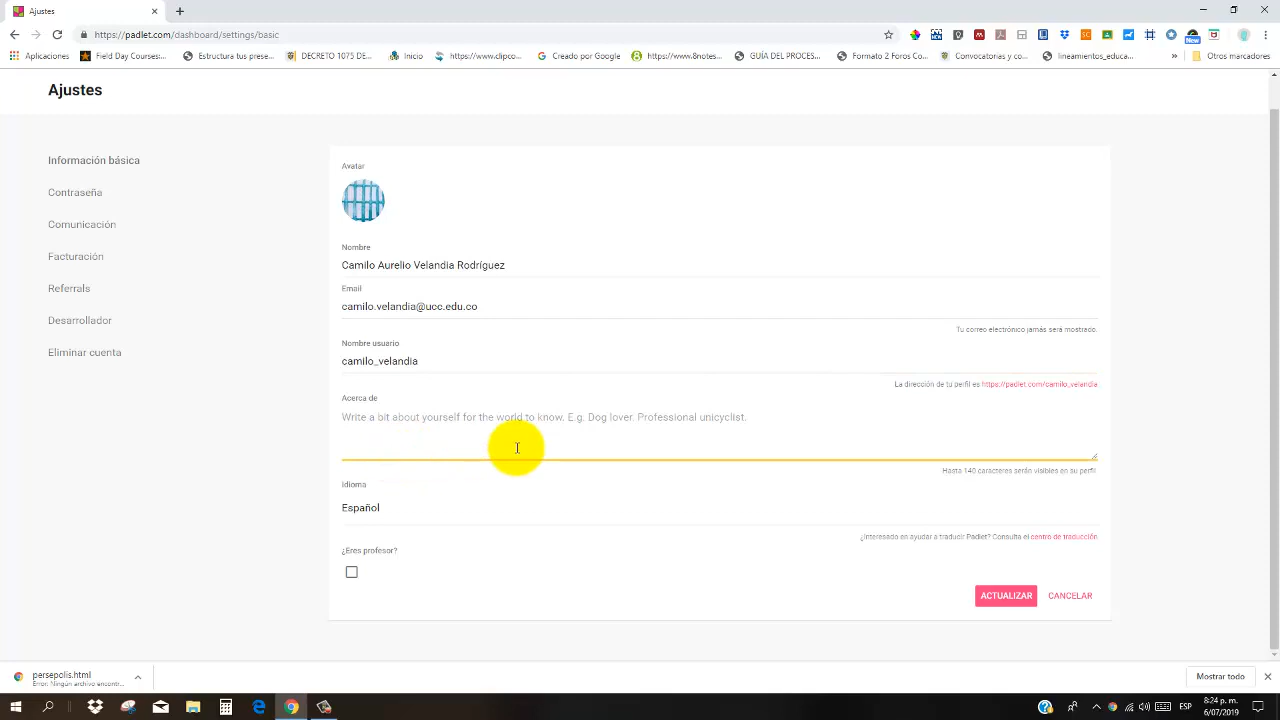 Ajustes
https://padlet.com/dashboard/settings/basic
Aplicaciones
Field Day Courses:...
Estructura tus prese...
DECRETO 1075 DE...
Inicio
https://www.pco...
Creado por Google
https://www.8notes...
GUÍA DEL PROCES...
Formato 2 Foros Co...
Convocatorias y co...
lineamientos_educa...
»
Otros marcadores
Ajustes
Información básica
Contraseña
Comunicación
Facturación
Referrals
Desarrollador
Eliminar cuenta
Avatar
Nombre
Camilo Aurelio Velandia Rodríguez
Email
camilo.velandia@ucc.edu.co
Tu correo electrónico jamás será mostrado.
Nombre usuario
camilo_velandia
La dirección de tu perfil es https://padlet.com/camilo_velandia
Acerca de
Write a bit about yourself for the world to know. E.g. Dog lover. Professional unicyclist.
Hasta 140 caracteres serán visibles en su perfil
Idioma
Español
¿Interesado en ayudar a traducir Padlet? Consulta el centro de traducción
¿Eres profesor?
ACTUALIZAR
CANCELAR
persepolis.html
Error: Ningún archivo encontr...
Mostrar todo
ESP
8:24 p. m.
6/07/2019